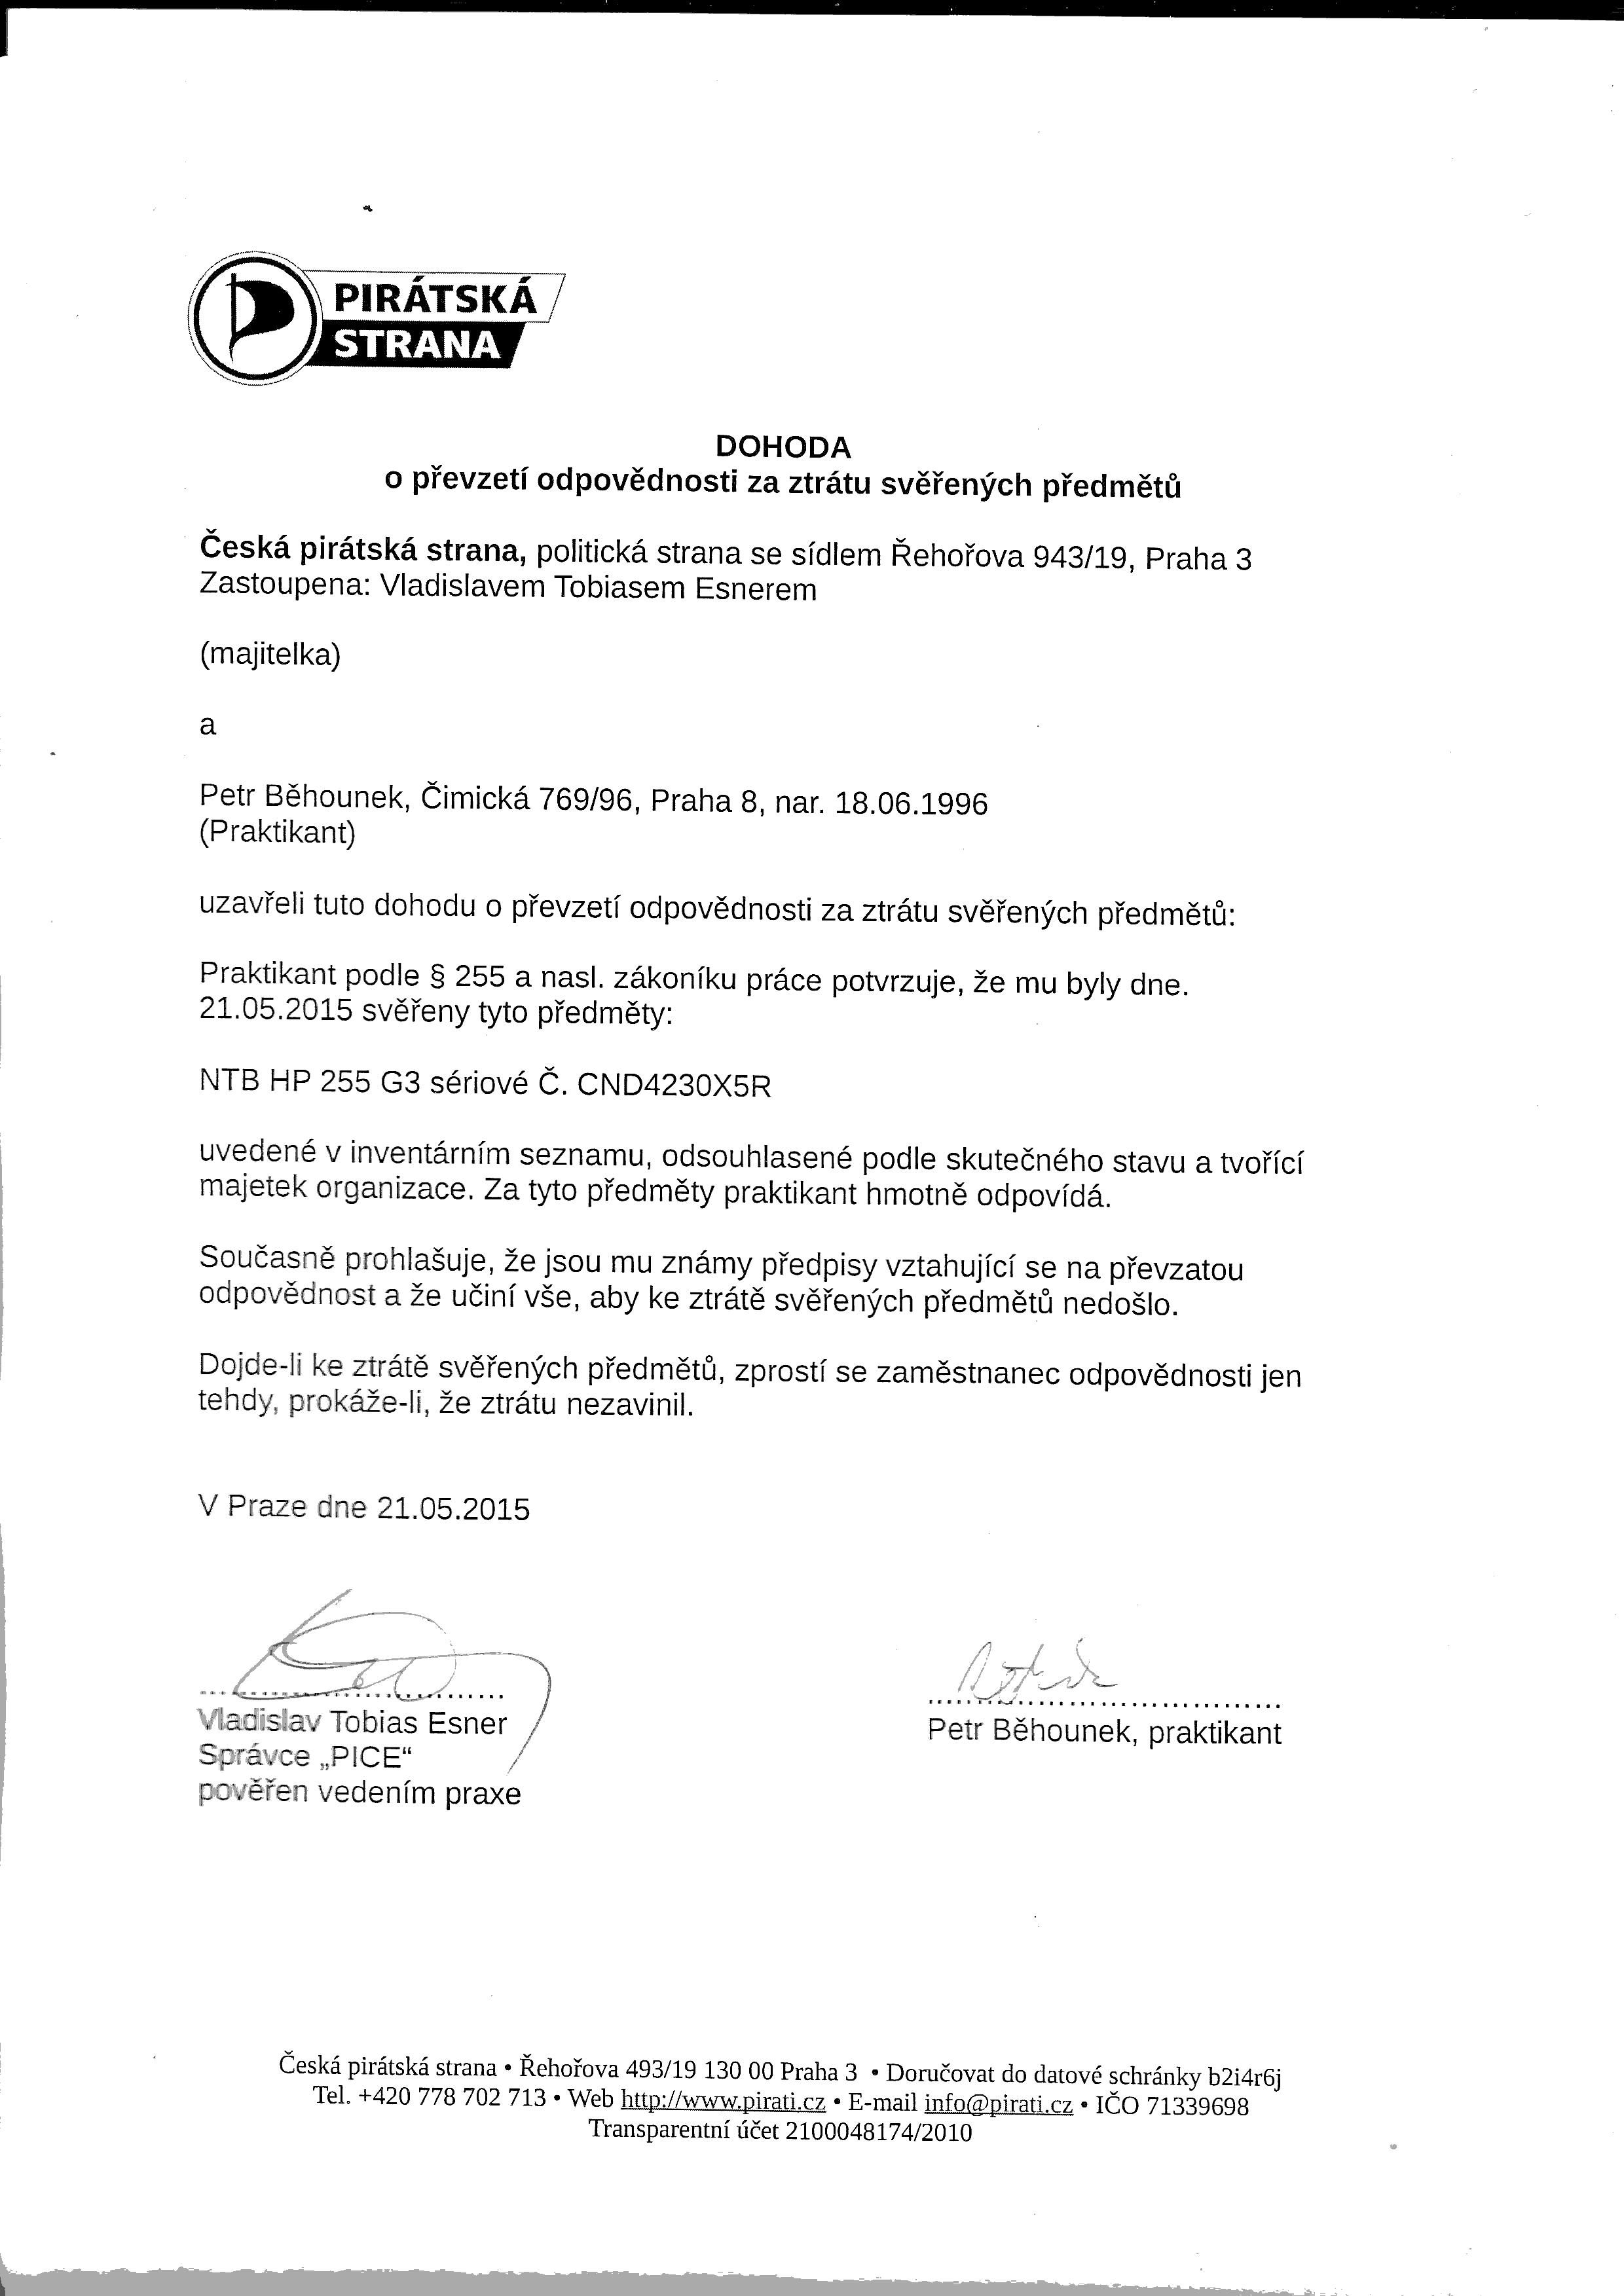 PIRÁTSKÁ
STRANA
DOHODA
o převzetí odpovědnosti za ztrátu svěřených předmětů
Česká pirátská strana, politická strana se sídlem Řehořova 943/19, Praha 3
Zastoupena: Vladislavem Tobiasem Esnerem
(majitelka)
a
Petr Běhounek, Čimická 769/96, Praha 8, nar. 18.06.1996
(Praktikant)
uzavřeli tuto dohodu o převzetí odpovědnosti za ztrátu svěřených předmětů:
Praktikant podle § 255 a nasl. zákoníku práce potvrzuje, že mu byly dne.
21.05.2015 svěřeny tyto předměty:
NTB HP 255 G3 sériové Č. CND4230X5R
uvedené v inventárním seznamu, odsouhlasené podle skutečného stavu a tvořící
majetek organizace. Za tyto předměty praktikant hmotně odpovídá.
Současně prohlašuje, že jsou mu známy předpisy vztahující se na převzatou
odpovědnost a že učiní vše, aby ke ztrátě svěřených předmětů nedošlo.
Dojde-li ke ztrátě svěřených předmětů, zprostí se zaměstnanec odpovědnosti jen
tehdy, prokáže-li, že ztrátu nezavinil.
V Praze dne 21.05.2015
Vladislav Tobias Esner
Správce „PICE“
pověřen vedením praxe
Petr Běhounek, praktikant
Česká pirátská strana • Řehořova 493/19 130 00 Praha 3 • Doručovat do datové schránky b2i4r6j
Tel. +420 778 702 713 • Web http://www.pirati.cz • E-mail info@pirati.cz • IČO 71339698
Transparentní účet 2100048174/2010